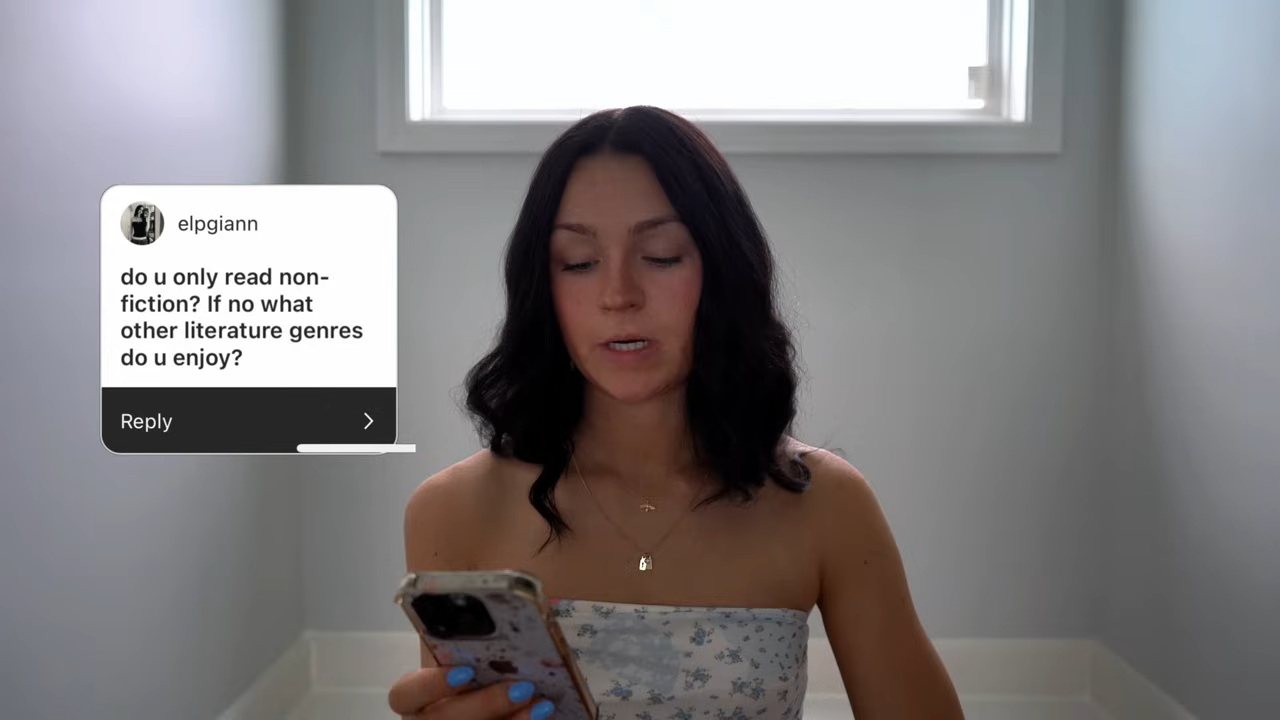 elpgiann
do u only read non-
fiction? If no what
other literature genres
do u enjoy?
Reply